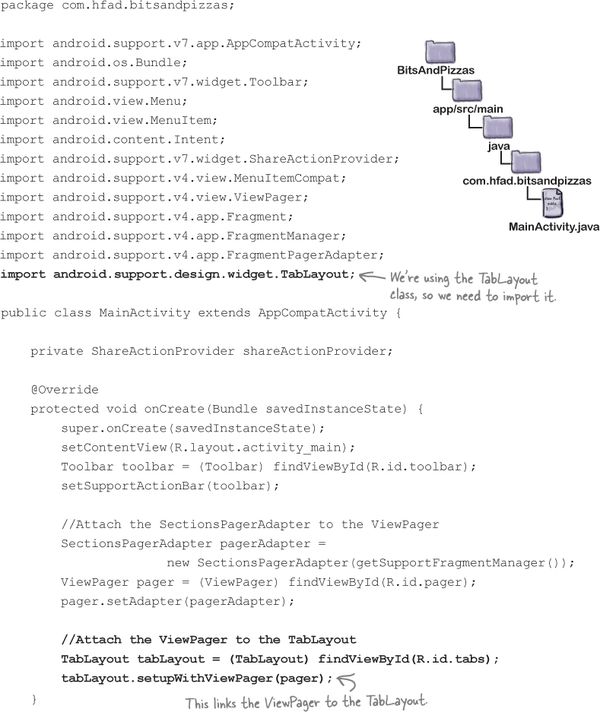 package com.hfad.bitsandpizzas;
import android.support.v7.app.AppCompatActivity;
import android.os.Bundle;
import android.support.v7.widget.Toolbar;
import android.view.Menu;
import android.view.MenuItem;
import android.content.Intent;
import android.support.v7.widget.ShareActionProvider;
import android.support.v4.view.MenuItemCompat;
import android.support.v4.view.ViewPager;
import android.support.v4.app.Fragment;
import android.support.v4.app.FragmentManager;
import android.support.v4.app.FragmentPagerAdapter;
import android.support.design.widget.TabLayout;
BitsAndPizzas
app/src/main
java
com.hfad.bitsandpizzas
MainActivity.java
We're using the TabLayout
class, so we need to import it.
public class MainActivity extends AppCompatActivity {
private ShareActionProvider shareActionProvider;
@Override
protected void onCreate(Bundle savedInstanceState) {
super.onCreate(savedInstanceState);
setContentView(R.layout.activity_main);
Toolbar toolbar = (Toolbar) findViewById(R.id.toolbar);
setSupportActionBar(toolbar);
//Attach the SectionsPagerAdapter to the ViewPager
SectionsPagerAdapter pagerAdapter =
new SectionsPagerAdapter(getSupportFragmentManager());
ViewPager pager = (ViewPager) findViewById(R.id.pager);
pager.setAdapter(pagerAdapter);
//Attach the ViewPager to the TabLayout
TabLayout tabLayout = (TabLayout) findViewById(R.id.tabs);
tabLayout.setupWithViewPager(pager);
This links the ViewPager to the TabLayout.
}